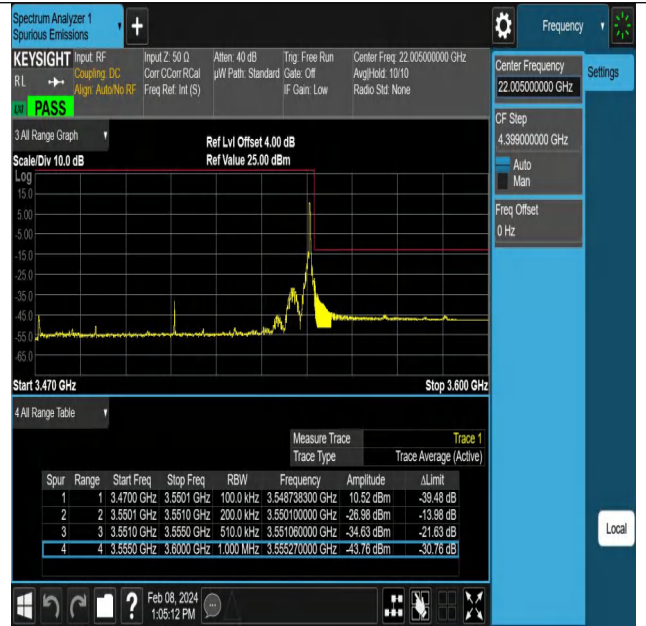 Spectrum Analyzer 1
Spurious Emissions
Frequency
KEYSIGHT Input: RF Input Z: 50 Ω Atten: 40 dB Trig: Free Run Center Freq: 22.005000000 GHz
RL Coupling: DC Corr CCorr RCal µW Path: Standard Gate: Off Avg|Hold: 10/10
Align: Auto/No RF Freq Ref: Int (S) IF Gain: Low Radio Std: None
PASS
Center Frequency
22.005000000 GHz
Settings
CF Step
4.399000000 GHz
Auto
Man
Freq Offset
0 Hz
3 All Range Graph
Ref Lvl Offset 4.00 dB
Scale/Div 10.0 dB Ref Value 25.00 dBm
Log
15.0
5.00
-5.00
-15.0
-25.0
-35.0
-45.0
-55.0
-65.0
Start 3.470 GHz Stop 3.600 GHz
4 All Range Table
Measure Trace Trace 1
Trace Type Trace Average (Active)
Spur Range Start Freq Stop Freq RBW Frequency Amplitude ΔLimit
1 1 3.4700 GHz 3.5501 GHz 100.0 kHz 3.548738300 GHz 10.52 dBm -39.48 dB
2 2 3.5501 GHz 3.5510 GHz 200.0 kHz 3.550100000 GHz -26.98 dBm -13.98 dB
3 3 3.5510 GHz 3.5550 GHz 510.0 kHz 3.551060000 GHz -34.63 dBm -21.63 dB
4 4 3.5550 GHz 3.6000 GHz 1.000 MHz 3.555270000 GHz -43.76 dBm -30.76 dB
Local
Feb 08, 2024
1:05:12 PM